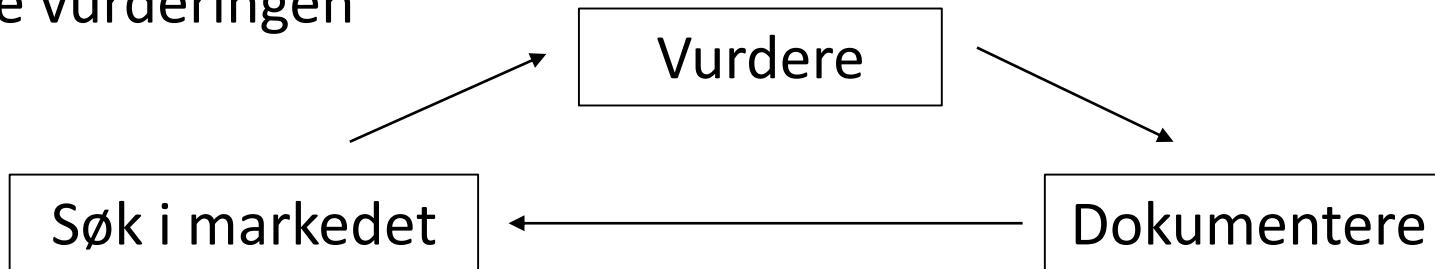 vurderingen
Vurdere
Søk i markedet
Dokumentere